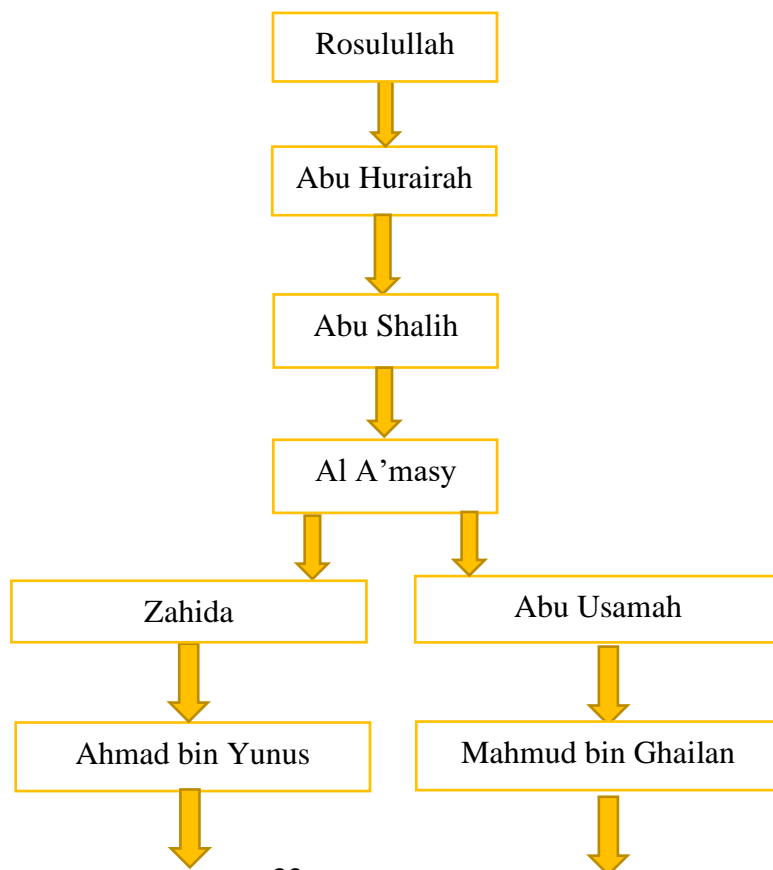 Rosulullah
Abu Hurairah
Abu Shalih
Al A’masy
Zahida
Abu Usamah
Ahmad bin Yunus
Mahmud bin Ghailan